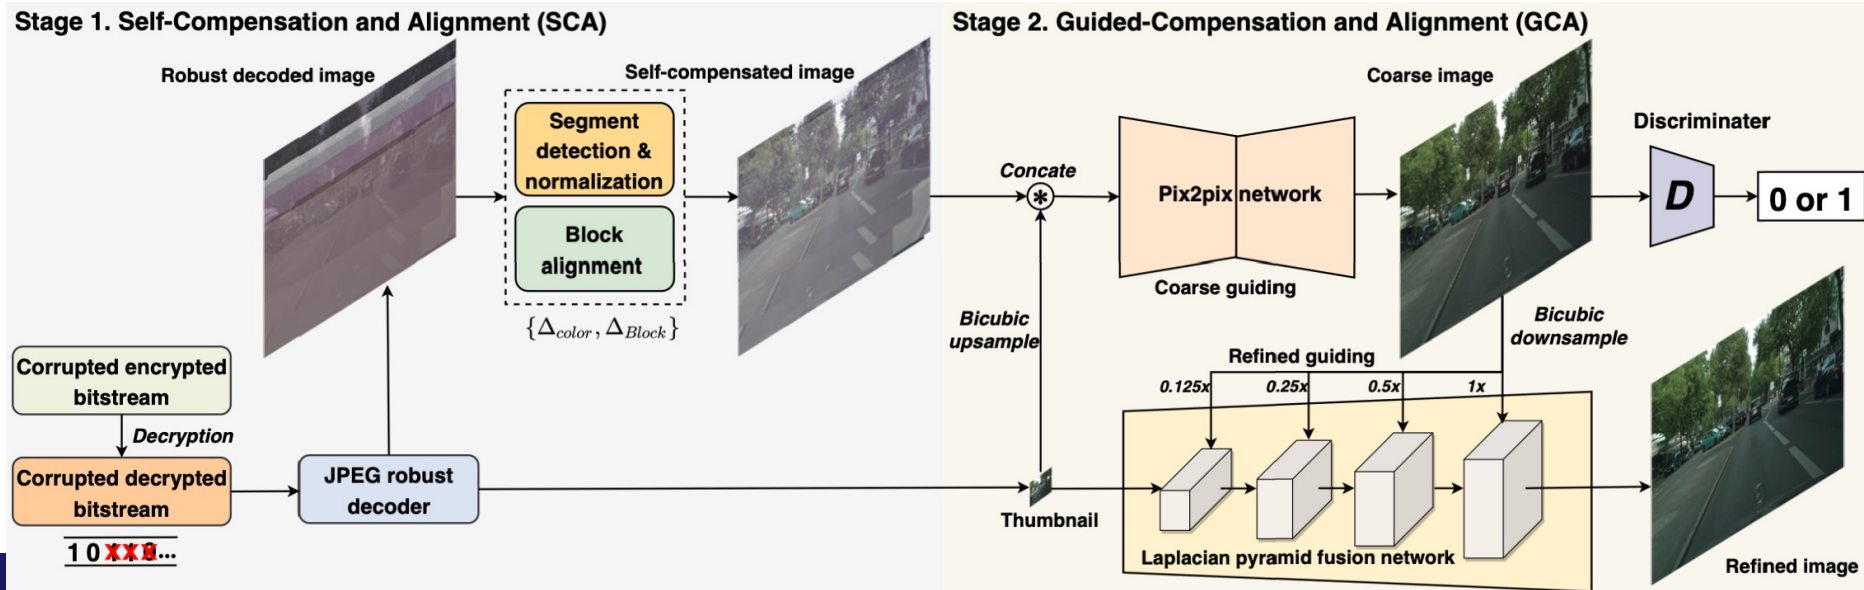 Stage 1. Self-Compensation and Alignment (SCA)
Robust decoded image
Self-compensated image
Segment
detection &
normalization
Block
alignment
{Δcolor, ΔBlock}
Corrupted encrypted
bitstream
Decryption
Corrupted decrypted
bitstream
JPEG robust
decoder
1 0 ...
Stage 2. Guided-Compensation and Alignment (GCA)
Coarse image
Discriminater
Concate
*
Pix2pix network
D
0 or 1
Coarse guiding
Bicubic
upsample
Bicubic
downsample
Refined guiding
0.125x
0.25x
0.5x
1x
Thumbnail
Laplacian pyramid fusion network
Refined image